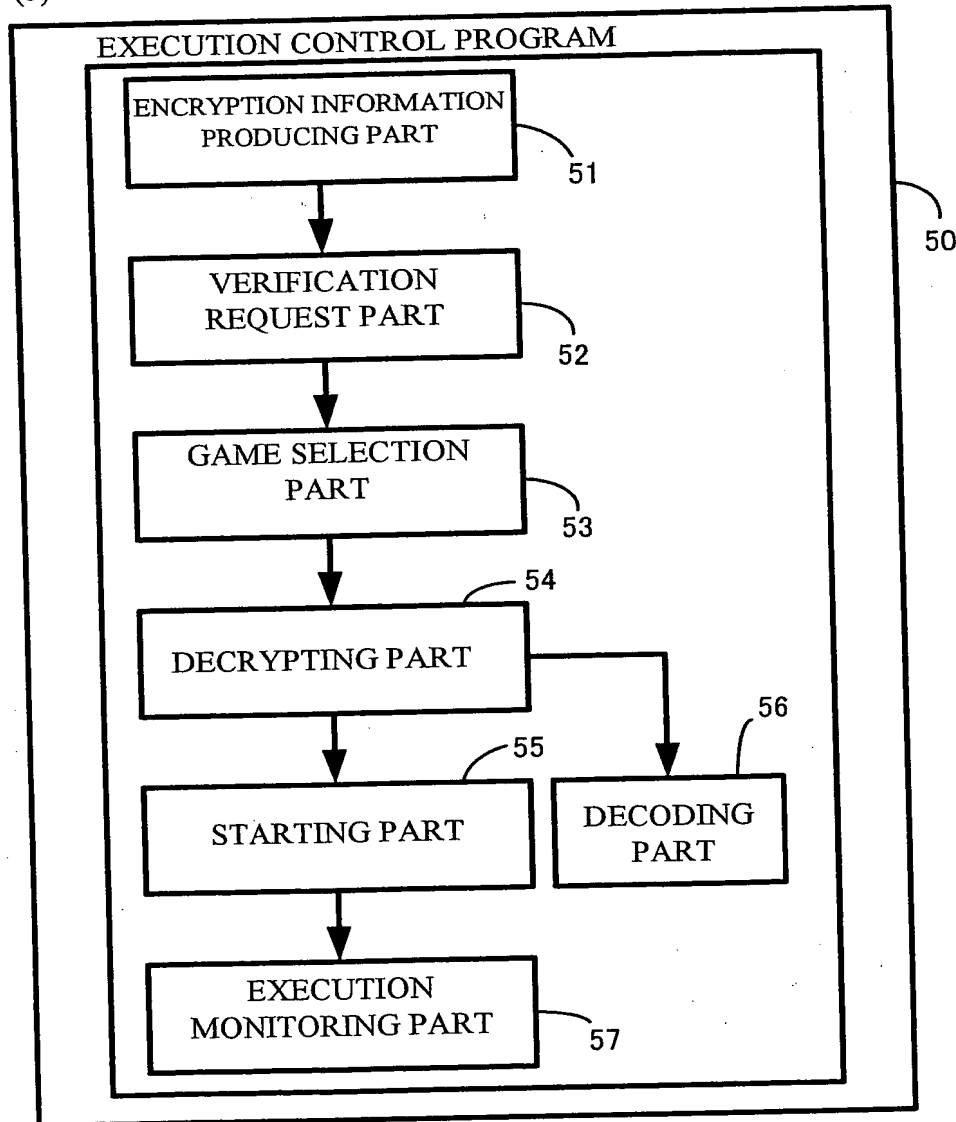 EXECUTION CONTROL PROGRAM
ENCRYPTION INFORMATION
PRODUCING PART
51
50
VERIFICATION
REQUEST PART
52
GAME SELECTION
PART
53
54
DECRYPTING PART
55
56
STARTING PART
DECODING
PART
EXECUTION
MONITORING PART
57